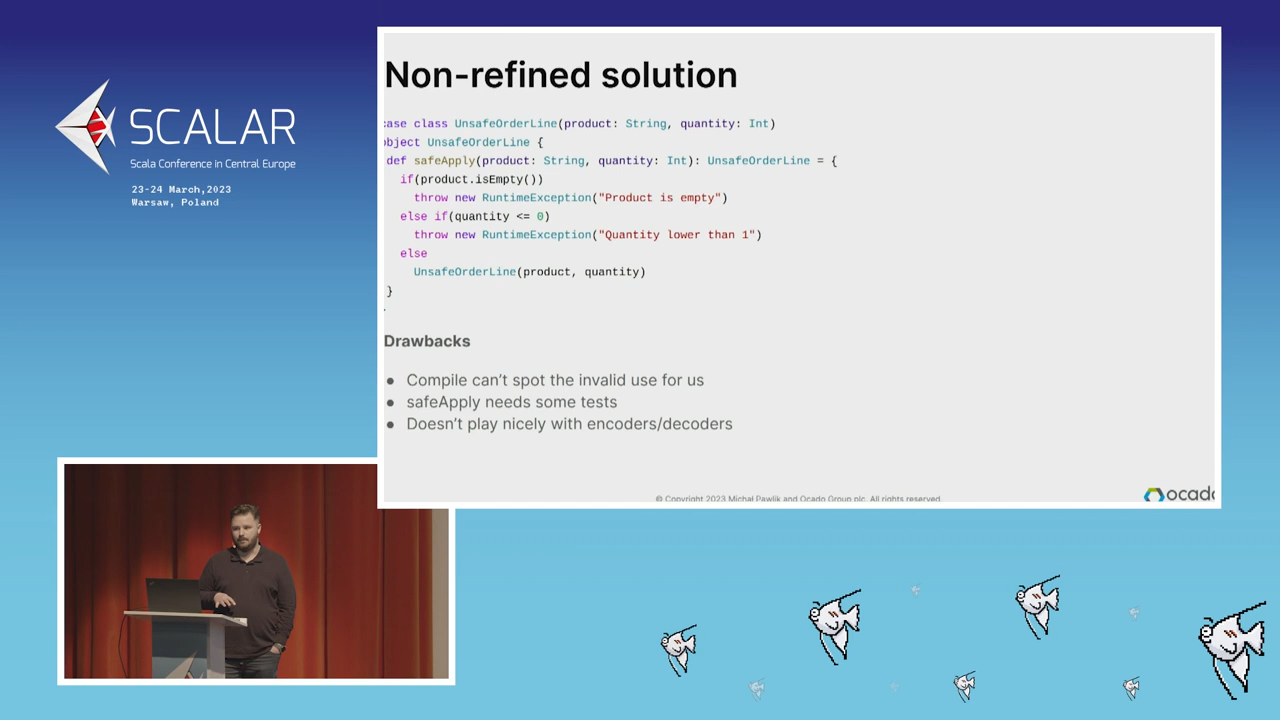 SCALAR
Scala Conference in Central Europe
23-24 March,2023
Warsaw, Poland
Non-refined solution
case class UnsafeOrderLine(product: String, quantity: Int)
object UnsafeOrderLine {
def safeApply(product: String, quantity: Int): UnsafeOrderLine = {
if(product.isEmpty())
throw new RuntimeException("Product is empty")
else if(quantity <= 0)
throw new RuntimeException("Quantity lower than 1")
else
UnsafeOrderLine(product, quantity)
}
Drawbacks
● Compile can't spot the invalid use for us
● safeApply needs some tests
● Doesn't play nicely with encoders/decoders
© Copyright 2023 Michał Pawlik and Ocado Group plc. All rights reserved.
ocado